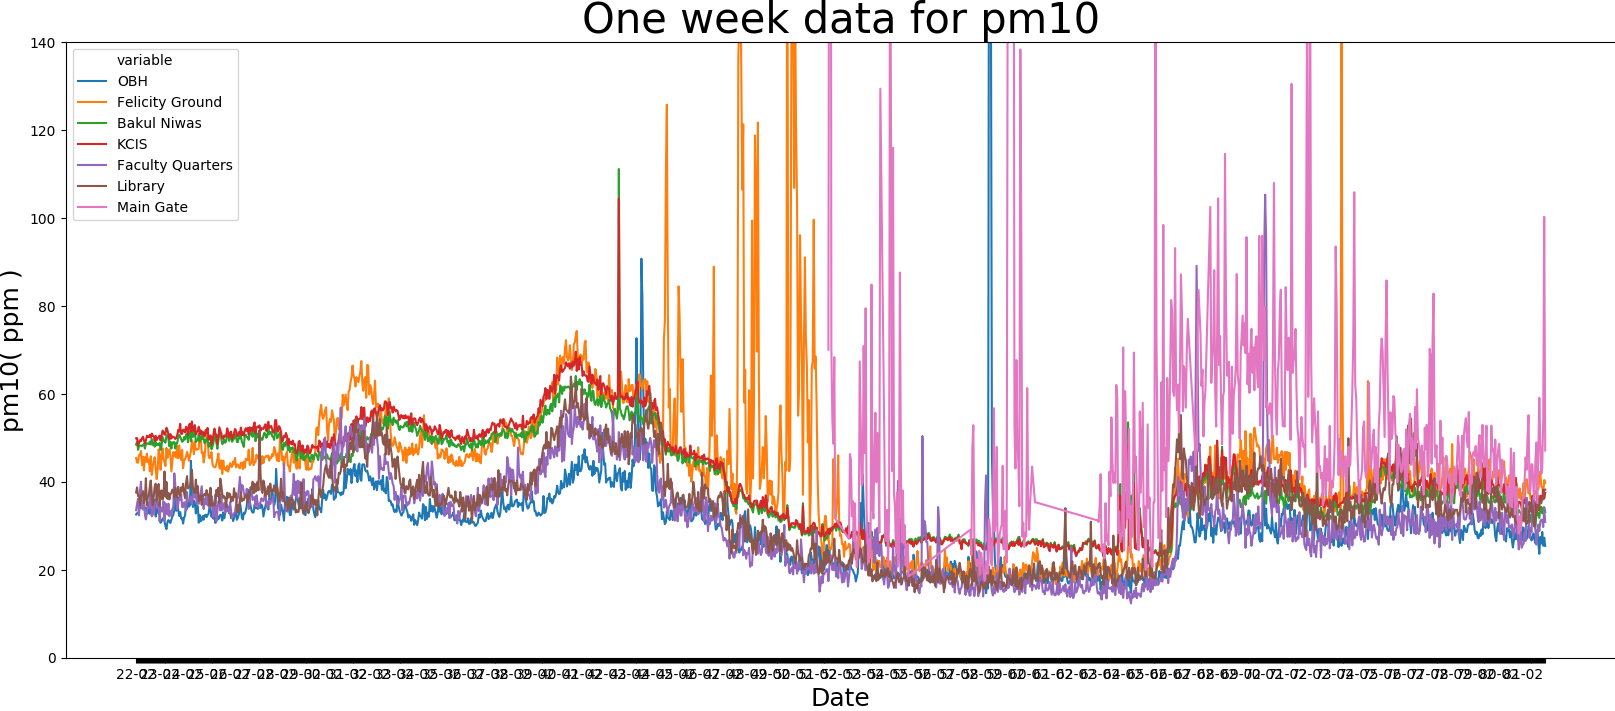 One week data for pm10
140
120
100
80
60
40
20
0
pm10( ppm )
variable
OBH
Felicity Ground
Bakul Niwas
KCIS
Faculty Quarters
Library
Main Gate
Date